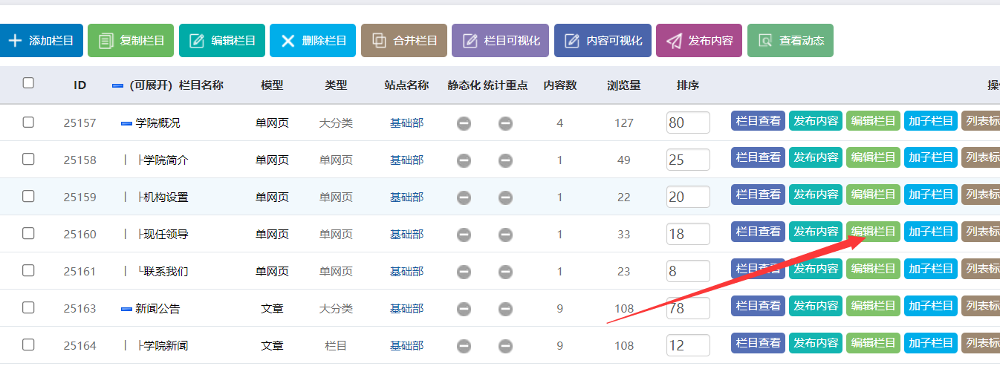 添加栏目 复制栏目 编辑栏目 删除栏目 合并栏目 栏目可视化 内容可视化 发布内容 查看动态
ID (可展开) 栏目名称 模型 类型 站点名称 静态化 统计重点 内容数 浏览量 排序
25157 学院概况 单网页 大分类 基础部 4 127 80 栏目查看 发布内容 编辑栏目 加子栏目 列表标
25158 | ├学院简介 单网页 单网页 基础部 1 49 25 栏目查看 发布内容 编辑栏目 加子栏目 列表标
25159 | ├机构设置 单网页 单网页 基础部 1 22 20 栏目查看 发布内容 编辑栏目 加子栏目 列表标
25160 | ├现任领导 单网页 单网页 基础部 1 33 18 栏目查看 发布内容 编辑栏目 加子栏目 列表标
25161 | └联系我们 单网页 单网页 基础部 1 23 8 栏目查看 发布内容 编辑栏目 加子栏目 列表标
25163 新闻公告 文章 大分类 基础部 9 108 78 栏目查看 发布内容 编辑栏目 加子栏目 列表标
25164 | ├学院新闻 文章 栏目 基础部 9 108 12 栏目查看 发布内容 编辑栏目 加子栏目 列表标